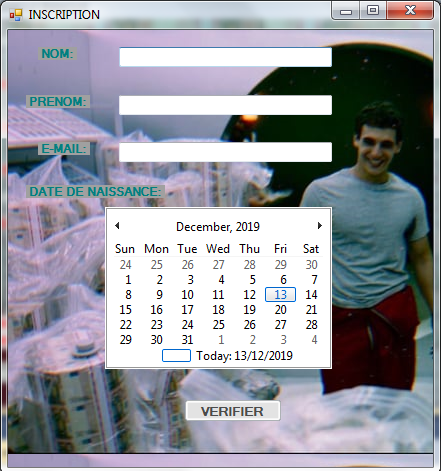 INSCRIPTION
NOM:
PRENOM:
E-MAIL:
DATE DE NAISSANCE:
December, 2019
Sun Mon Tue Wed Thu Fri Sat
24 25 26 27 28 29 30
1 2 3 4 5 6 7
8 9 10 11 12 13 14
15 16 17 18 19 20 21
22 23 24 25 26 27 28
29 30 31 1 2 3 4
Today: 13/12/2019
VERIFIER